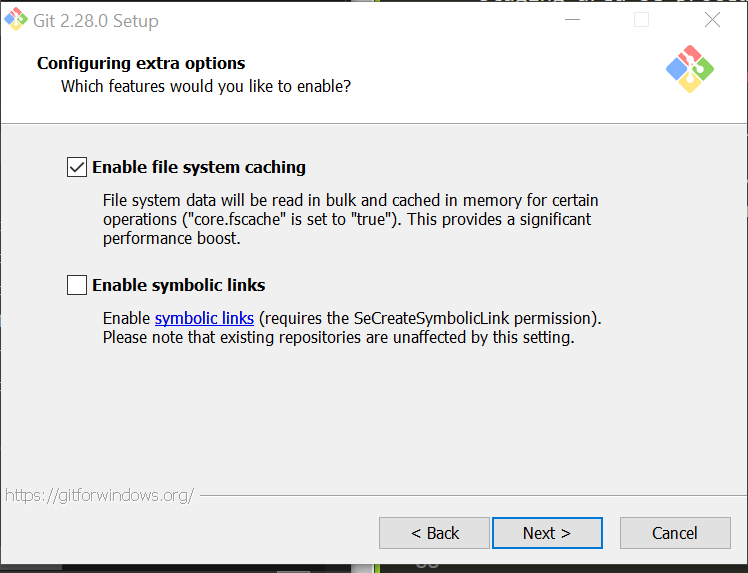 Git 2.28.0 Setup
Configuring extra options
Which features would you like to enable?
Enable file system caching
File system data will be read in bulk and cached in memory for certain
operations ("core.fscache" is set to "true"). This provides a significant
performance boost.
Enable symbolic links
Enable symbolic links (requires the SeCreateSymbolicLink permission).
Please note that existing repositories are unaffected by this setting.
https://gitforwindows.org/
< Back
Next >
Cancel